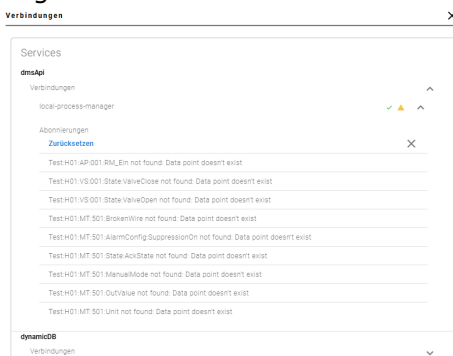 Verbindungen
Services
dmsApi
Verbindungen
local-process-manager
Abonnierungen
Zurücksetzen
Test:H01:AP:001:RM_Ein not found: Data point doesn't exist
Test:H01:VS:001:State:ValveClose not found: Data point doesn't exist
Test:H01:VS:001:State:ValveOpen not found: Data point doesn't exist
Test:H01:MT:501:BrokenWire not found: Data point doesn't exist
Test:H01:MT:501:AlarmConfig:SuppressionOn not found: Data point doesn't exist
Test:H01:MT:501:State:AckState not found: Data point doesn't exist
Test:H01:MT:501:ManualMode not found: Data point doesn't exist
Test:H01:MT:501:OutValue not found: Data point doesn't exist
Test:H01:MT:501:Unit not found: Data point doesn't exist
dynamicDB
Verbindungen